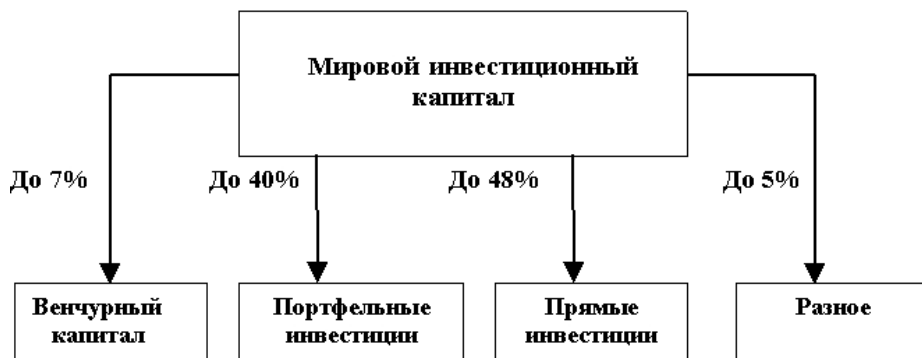 Мировой инвестиционный
капитал
До 7%
До 40%
До 48%
До 5%
Венчурный
капитал
Портфельные
инвестиции
Прямые
инвестиции
Разное